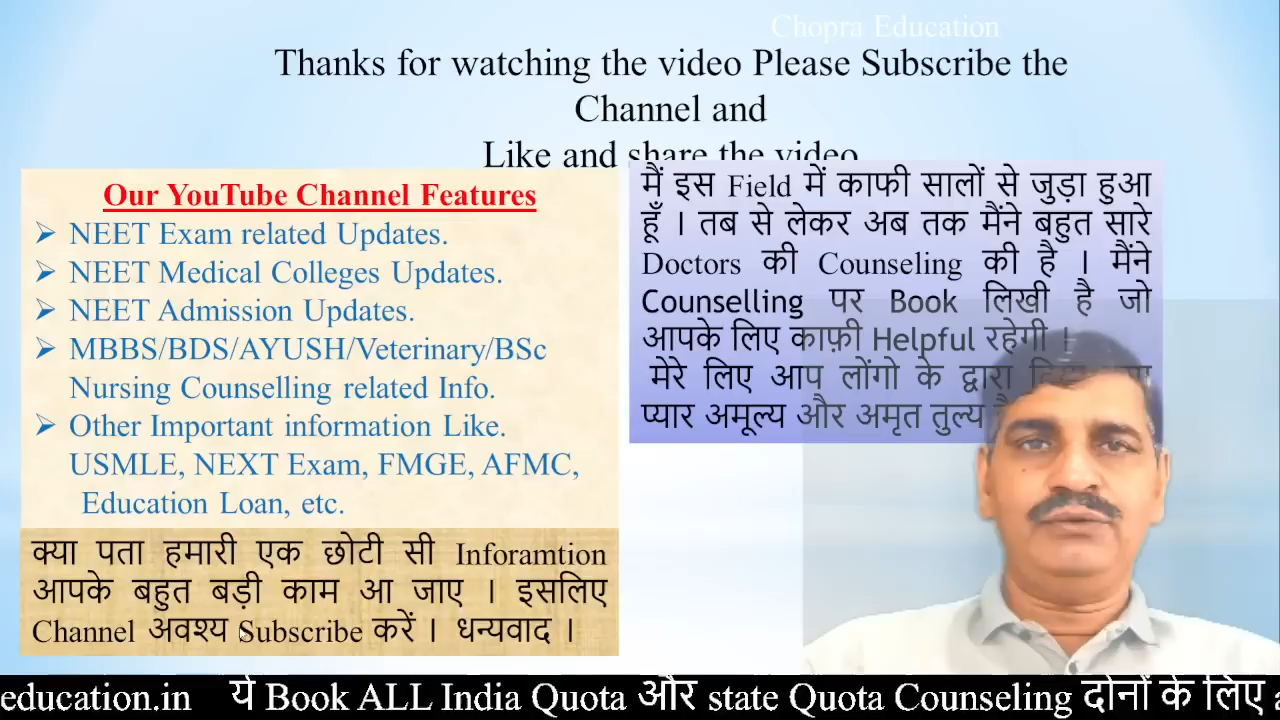 Chopra Education
Thanks for watching the video Please Subscribe the
Channel and
Like and share the video
Our YouTube Channel Features
NEET Exam related Updates.
NEET Medical Colleges Updates.
NEET Admission Updates.
MBBS/BDS/AYUSH/Veterinary/BSc
Nursing Counselling related Info.
Other Important information Like.
USMLE, NEXT Exam, FMGE, AFMC,
Education Loan, etc.
क्या पता हमारी एक छोटी सी Inforamtion
आपके बहुत बड़ी काम आ जाए । इसलिए
Channel अवश्य Subscribe करें । धन्यवाद ।
मैं इस Field में काफी सालों से जुड़ा हुआ
हूँ । तब से लेकर अब तक मैंने बहुत सारे
Doctors की Counseling की है । मैंने
Counselling पर Book लिखी है जो
आपके लिए काफ़ी Helpful रहेगी ।
मेरे लिए आप लोंगो के द्वारा
प्यार अमूल्य और अमृत तुल्य
education.in ये Book ALL India Quota और state Quota Counseling दोनों के लिए